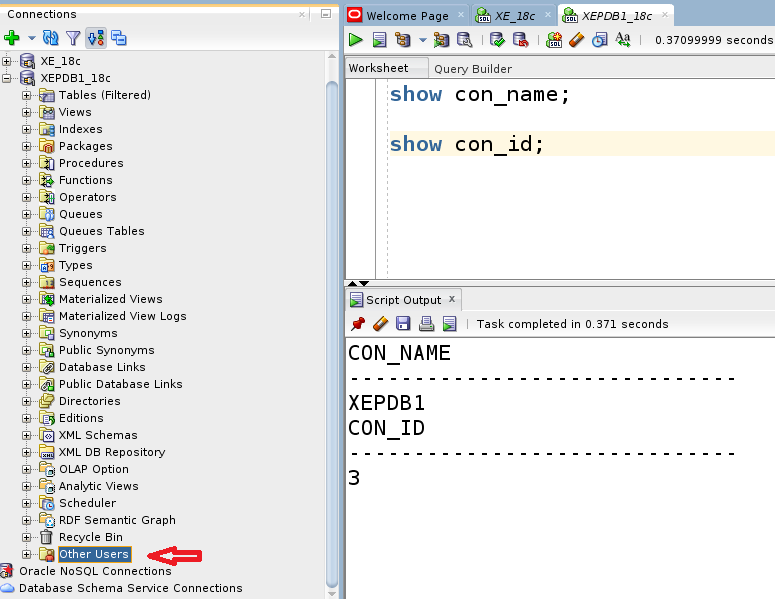 Connections
XE_18c
XEPDB1_18c
Tables (Filtered)
Views
Indexes
Packages
Procedures
Functions
Operators
Queues
Queues Tables
Triggers
Types
Sequences
Materialized Views
Materialized View Logs
Synonyms
Public Synonyms
Database Links
Public Database Links
Directories
Editions
XML Schemas
XML DB Repository
OLAP Option
Analytic Views
Scheduler
RDF Semantic Graph
Recycle Bin
Other Users
Oracle NoSQL Connections
Database Schema Service Connections
Welcome Page XE_18c XEPDB1_18c
0.37099999 seconds
Worksheet Query Builder
show con_name;
show con_id;
Script Output
Task completed in 0.371 seconds
CON_NAME
------------------------------
XEPDB1
CON_ID
------------------------------
3